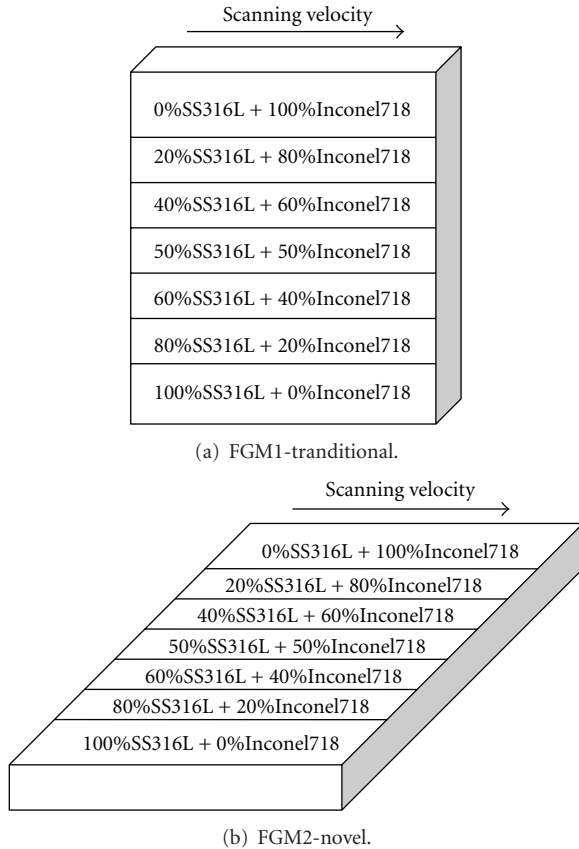 Scanning velocity
0%SS316L + 100%Inconel718
20%SS316L + 80%Inconel718
40%SS316L + 60%Inconel718
50%SS316L + 50%Inconel718
60%SS316L + 40%Inconel718
80%SS316L + 20%Inconel718
100%SS316L + 0%Inconel718
(a) FGM1-tranditional.
Scanning velocity
0%SS316L + 100%Inconel718
20%SS316L + 80%Inconel718
40%SS316L + 60%Inconel718
50%SS316L + 50%Inconel718
60%SS316L + 40%Inconel718
80%SS316L + 20%Inconel718
100%SS316L + 0%Inconel718
(b) FGM2-novel.